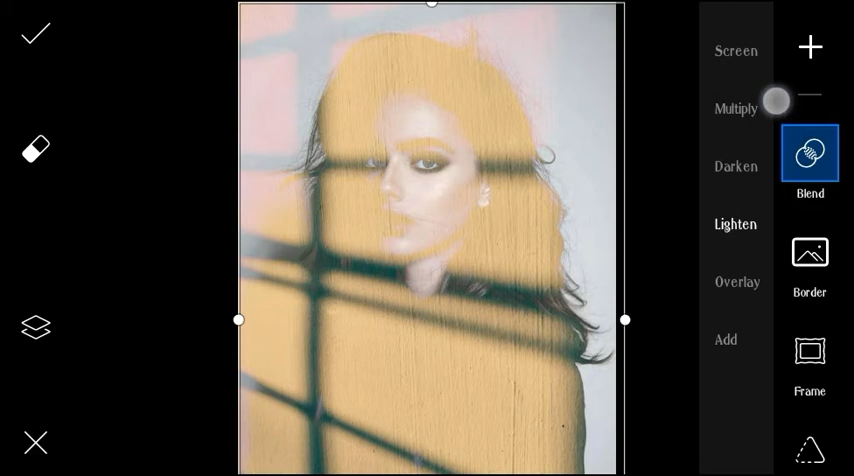 Screen
Multiply
Darken
Lighten
Overlay
Add
Blend
Border
Frame